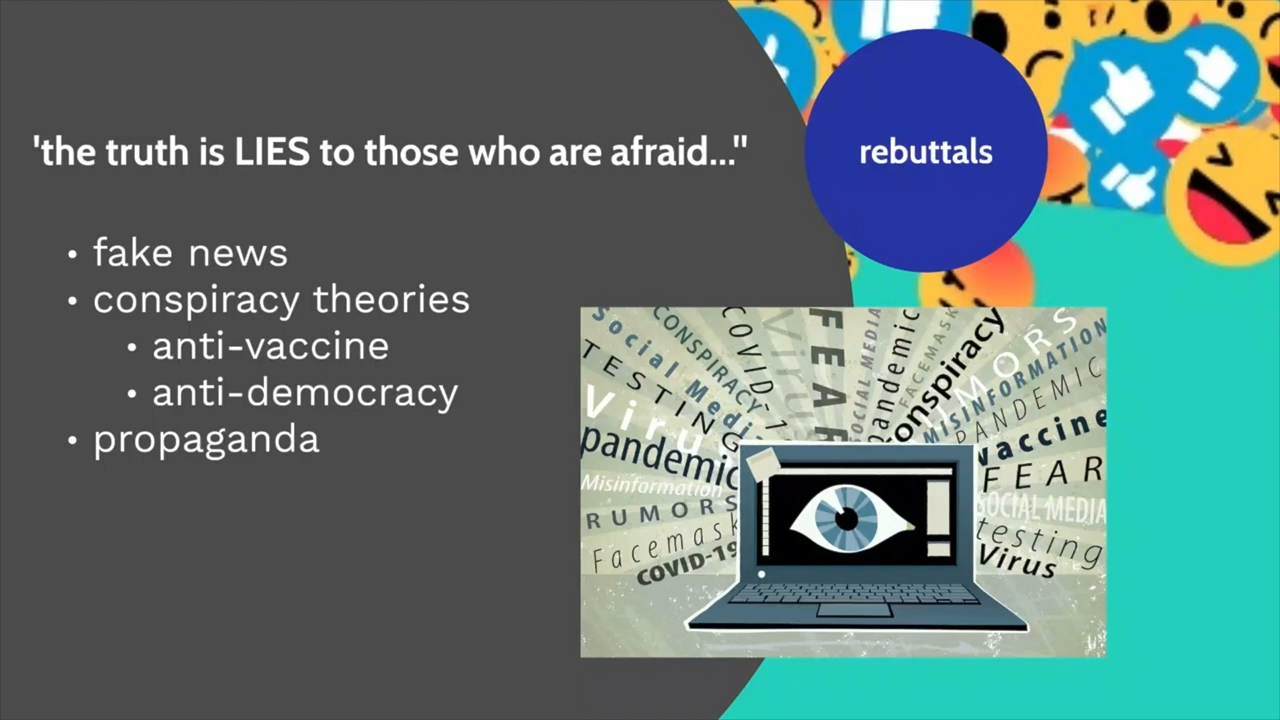 'the truth is LIES to those who are afraid..."
rebuttals
• fake news
• conspiracy theories
• anti-vaccine
• anti-democracy
• propaganda
Social Media
CONSPIRACY
COVID-1
Virus
FEAR
SOCIAL MEDIA
pandemic
FACEMASK
conspiracy
RUMORS
MISINFORMATION
PANDEMIC
TESTING
Viru
pandemic
Misinformation
RUMORS
Facemask
COVID-19
vaccine
FEAR
SOCIAL MEDIA
testing
Virus